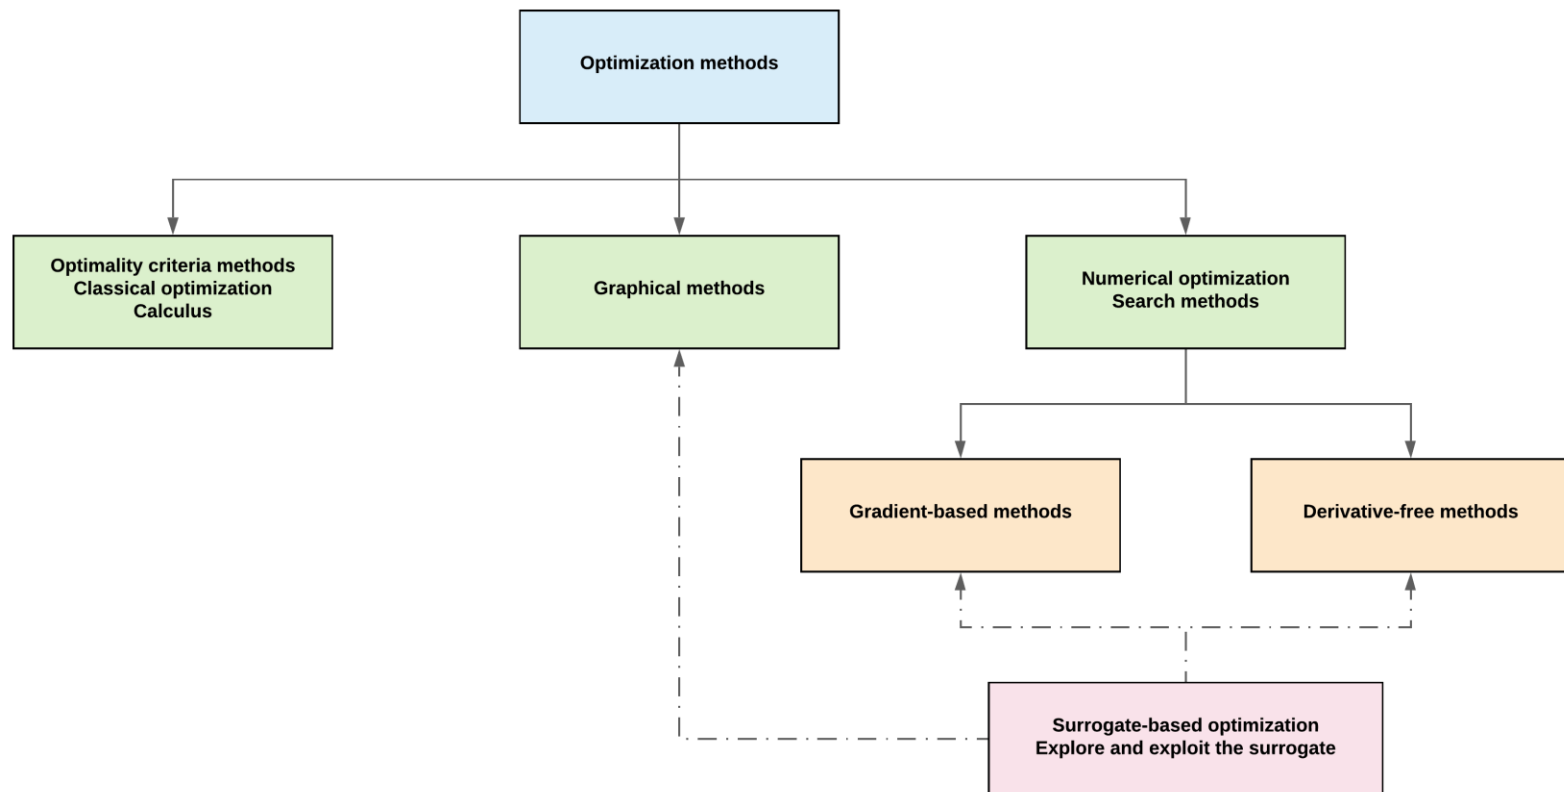 Optimization methods
Optimality criteria methods
Classical optimization
Calculus
Graphical methods
Numerical optimization
Search methods
Gradient-based methods
Derivative-free methods
Surrogate-based optimization
Explore and exploit the surrogate